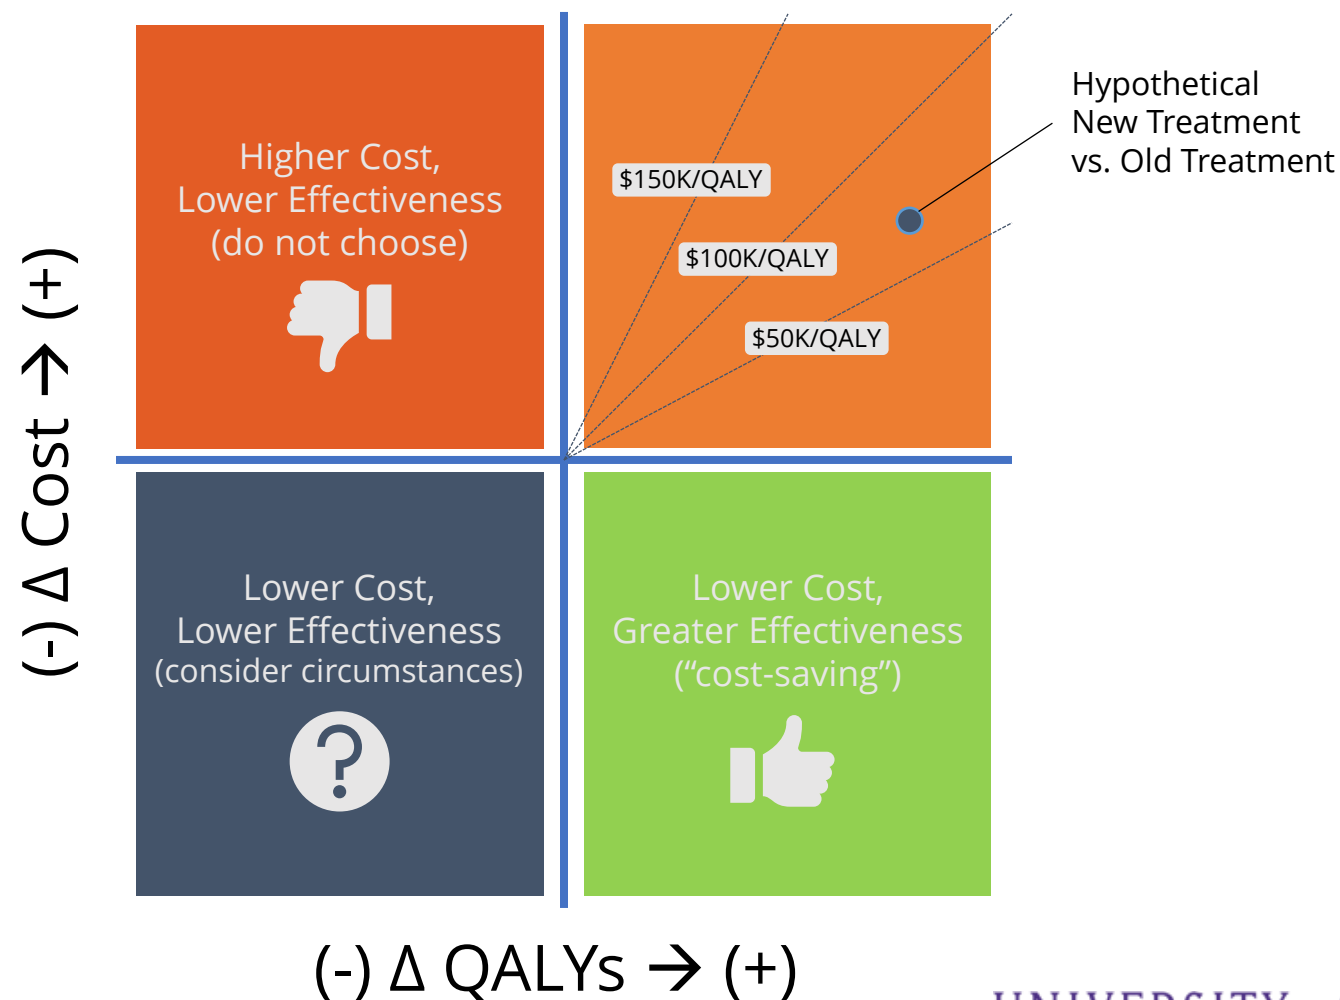 Higher Cost,
Lower Effectiveness
(do not choose)
$150K/QALY
$100K/QALY
$50K/QALY
Hypothetical
New Treatment
vs. Old Treatment
(-) Δ Cost → (+)
Lower Cost,
Lower Effectiveness
(consider circumstances)
?
Lower Cost,
Greater Effectiveness
(“cost-saving”)
(-) Δ QALYs → (+)
UNIVERSITY